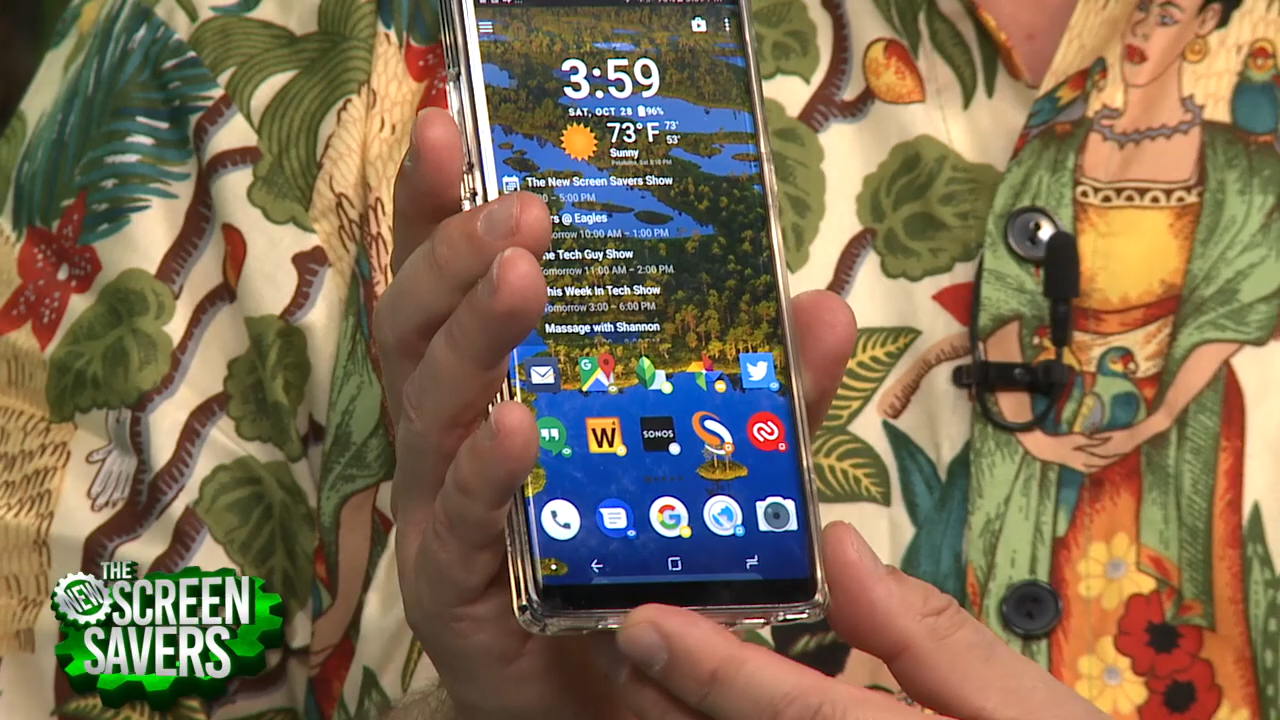 3:59
SAT, OCT 28 96%
73°F 73°
53°
Sunny
The New Screen Savers Show
5:00 PM
@ Eagles
10:00 AM – 1:00 PM
Tech Guy Show
Tomorrow 11:00 AM – 2:00 PM
This Week In Tech Show
Tomorrow 3:00 – 6:00 PM
Massage with Shannon
G
W
SONOS
G
THE
NEW SCREEN
SAVERS